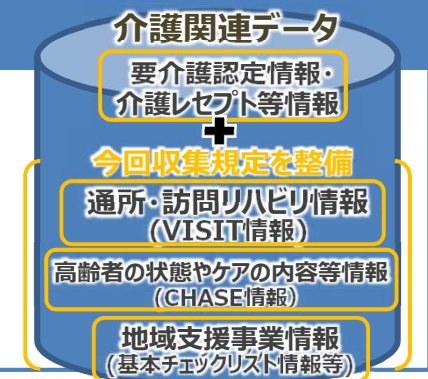 介護関連データ
要介護認定情報・
介護レセプト等情報
+
今回収集規定を整備
通所・訪問リハビリ情報
(VISIT情報)
高齢者の状態やケアの内容等情報
(CHASE情報)
地域支援事業情報
(基本チェックリスト情報等)